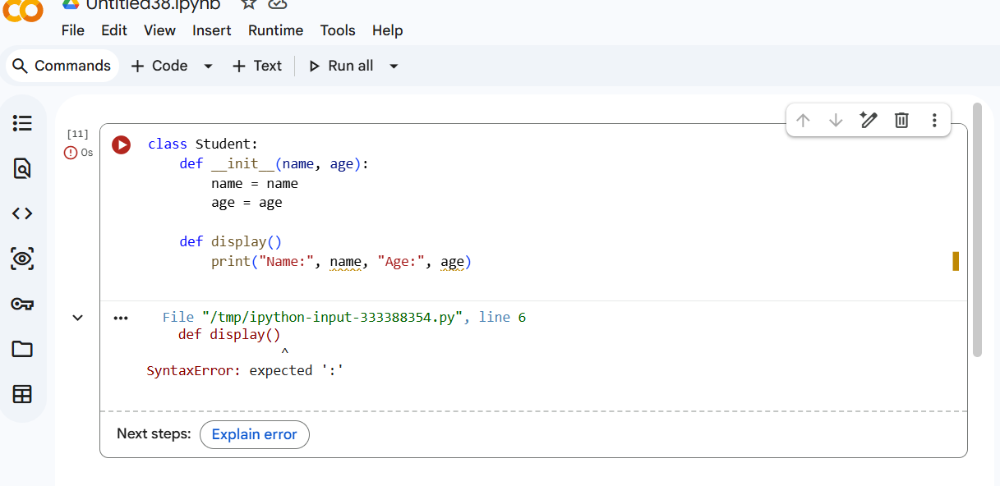 Untitled38.ipynb
File Edit View Insert Runtime Tools Help
Commands + Code + Text Run all
[11]
0s
class Student:
    def __init__(name, age):
        name = name
        age = age
    def display()
        print("Name:", name, "Age:", age)
File "/tmp/ipython-input-333388354.py", line 6
    def display()
                 ^
SyntaxError: expected ':'
Next steps: Explain error